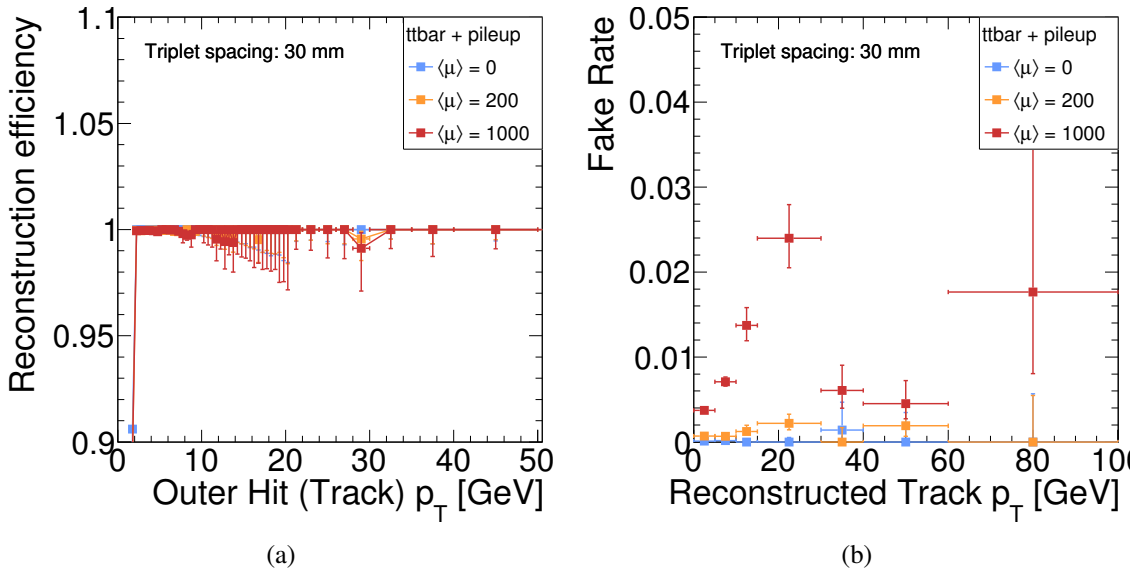 Reconstruction efficiency
1.1
1.05
1
0.95
0.9
Triplet spacing: 30 mm
ttbar + pileup
⟨μ⟩ = 0
⟨μ⟩ = 200
⟨μ⟩ = 1000
0 10 20 30 40 50
Outer Hit (Track) p_T [GeV]
(a)
Fake Rate
0.05
0.04
0.03
0.02
0.01
0
Triplet spacing: 30 mm
ttbar + pileup
⟨μ⟩ = 0
⟨μ⟩ = 200
⟨μ⟩ = 1000
0 20 40 60 80 100
Reconstructed Track p_T [GeV]
(b)